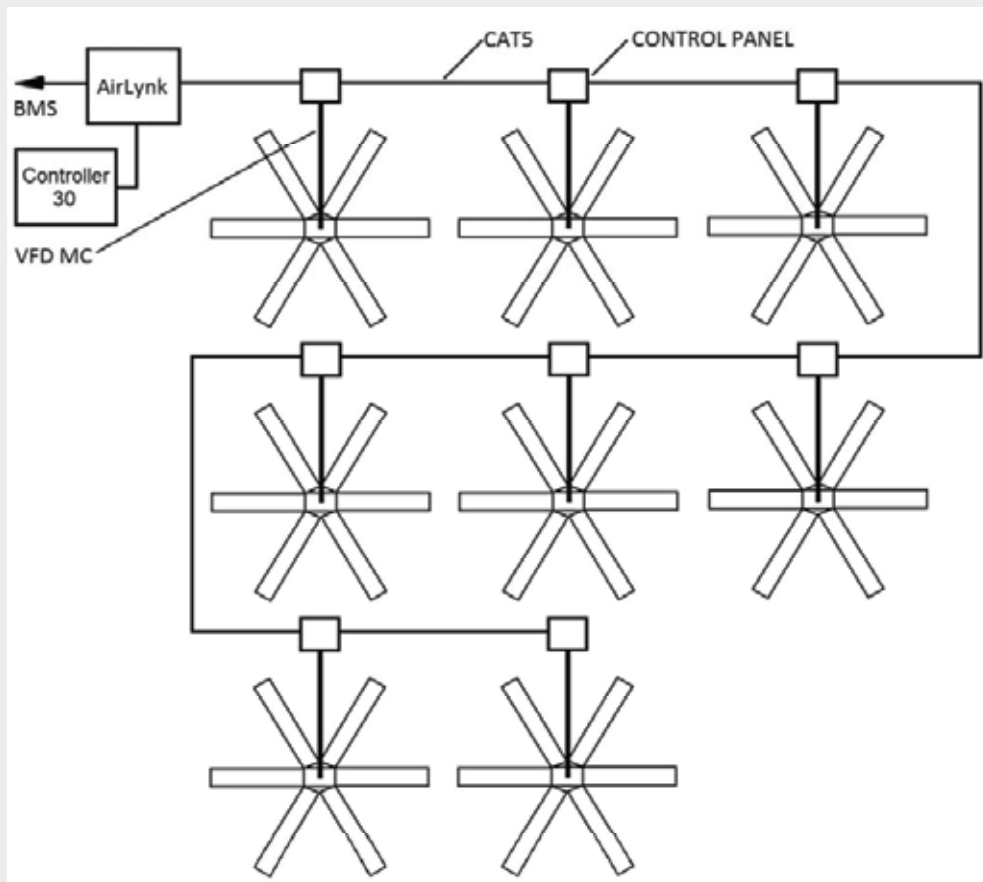 CAT5
CONTROL PANEL
AirLynk
BMS
Controller
30
VFD MC